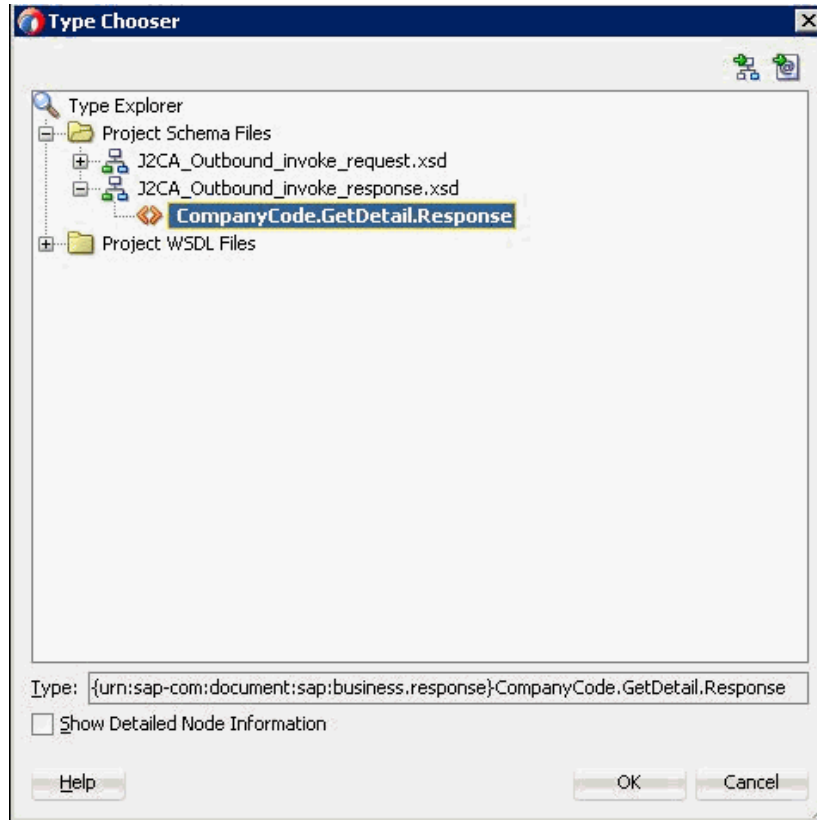 Type Chooser
Type Explorer
Project Schema Files
J2CA_Outbound_invoke_request.xsd
J2CA_Outbound_invoke_response.xsd
CompanyCode.GetDetail.Response
Project WSDL Files
Type: {urn:sap-com:document:sap:business.response}CompanyCode.GetDetail.Response
Show Detailed Node Information
Help OK Cancel